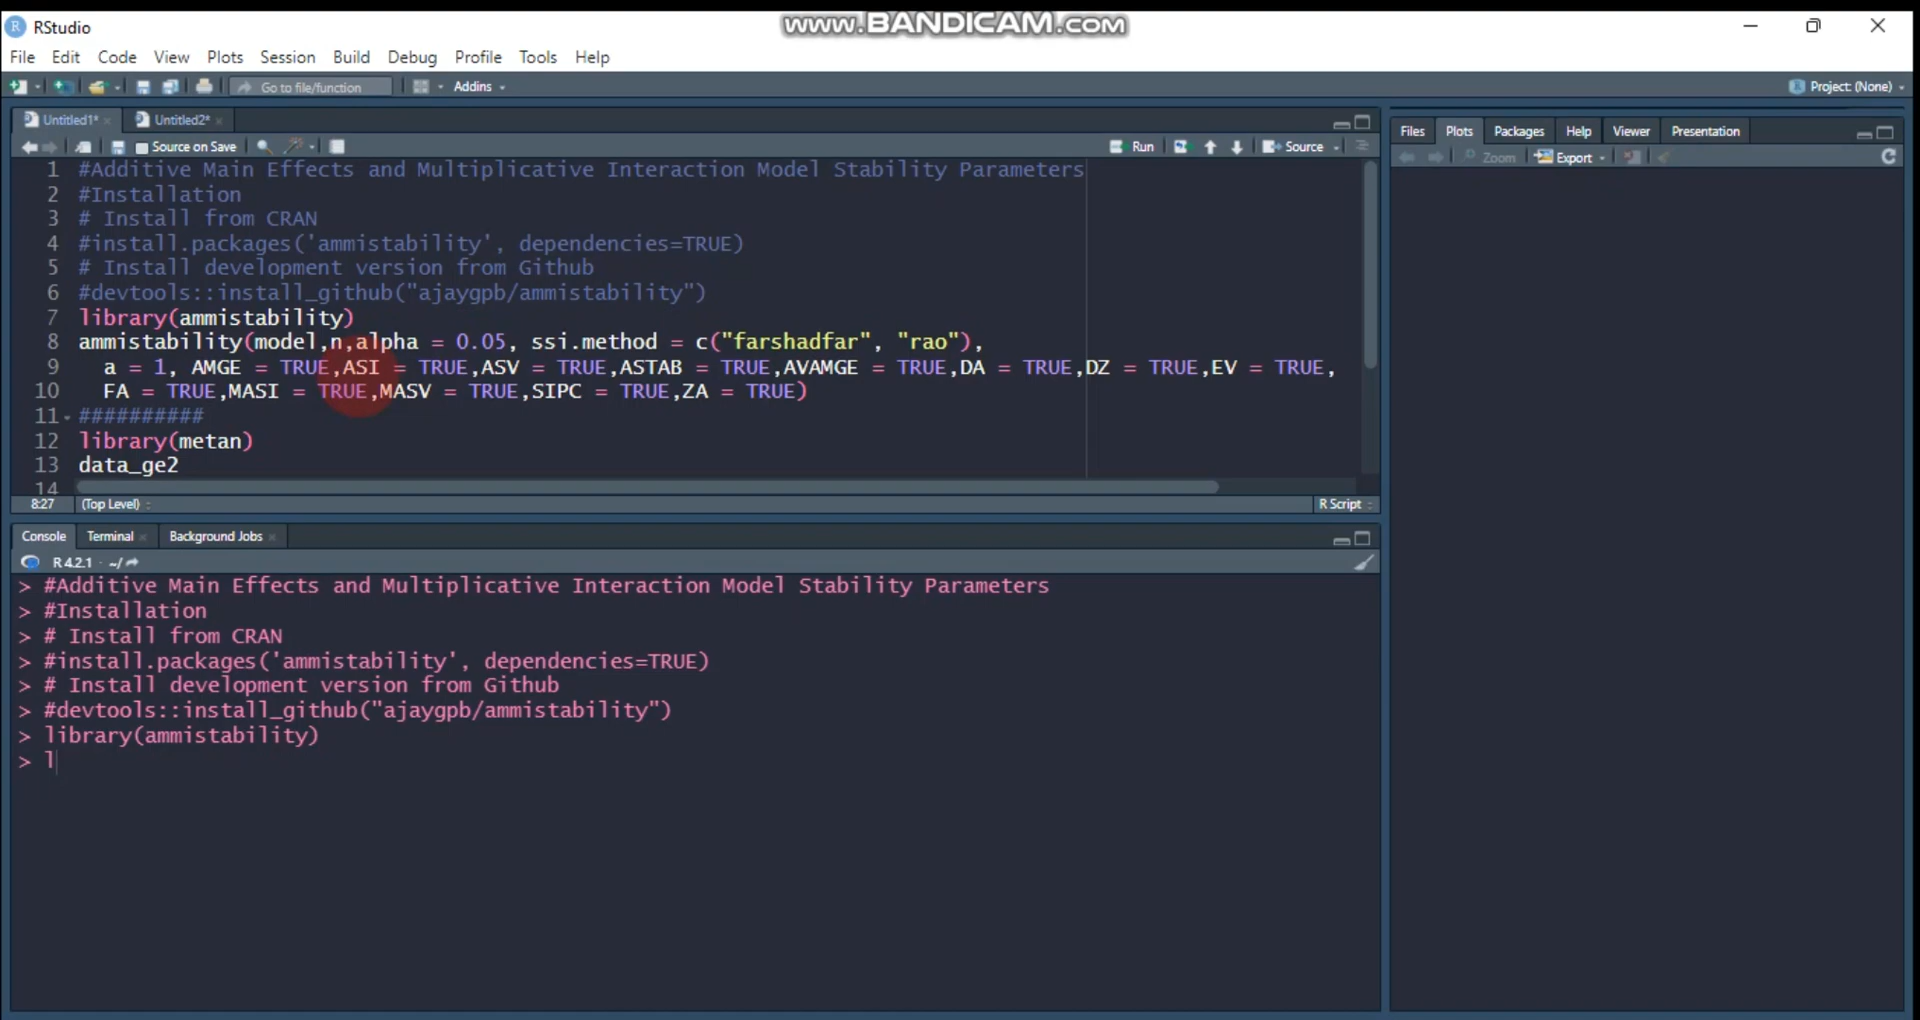 www.BANDICAM.com
RStudio
File Edit Code View Plots Session Build Debug Profile Tools Help
Go to file/function Addins Project: (None)
Untitled1* Untitled2*
Source on Save Run Source
1 #Additive Main Effects and Multiplicative Interaction Model Stability Parameters
2 #Installation
3 # Install from CRAN
4 #install.packages('ammistability', dependencies=TRUE)
5 # Install development version from Github
6 #devtools::install_github("ajaygpb/ammistability")
7 library(ammistability)
8 ammistability(model,n,alpha = 0.05, ssi.method = c("farshadfar", "rao"),
9 a = 1, AMGE = TRUE,ASI = TRUE,ASV = TRUE,ASTAB = TRUE,AVAMGE = TRUE,DA = TRUE,DZ = TRUE,EV = TRUE,
10 FA = TRUE,MASI = TRUE,MASV = TRUE,SIPC = TRUE,ZA = TRUE)
11 ##########
12 library(metan)
13 data_ge2
14
8:27 (Top Level) R Script
Console Terminal Background Jobs
R 4.2.1 · ~/
> #Additive Main Effects and Multiplicative Interaction Model Stability Parameters
> #Installation
> # Install from CRAN
> #install.packages('ammistability', dependencies=TRUE)
> # Install development version from Github
> #devtools::install_github("ajaygpb/ammistability")
> library(ammistability)
> l
Files Plots Packages Help Viewer Presentation
Zoom Export